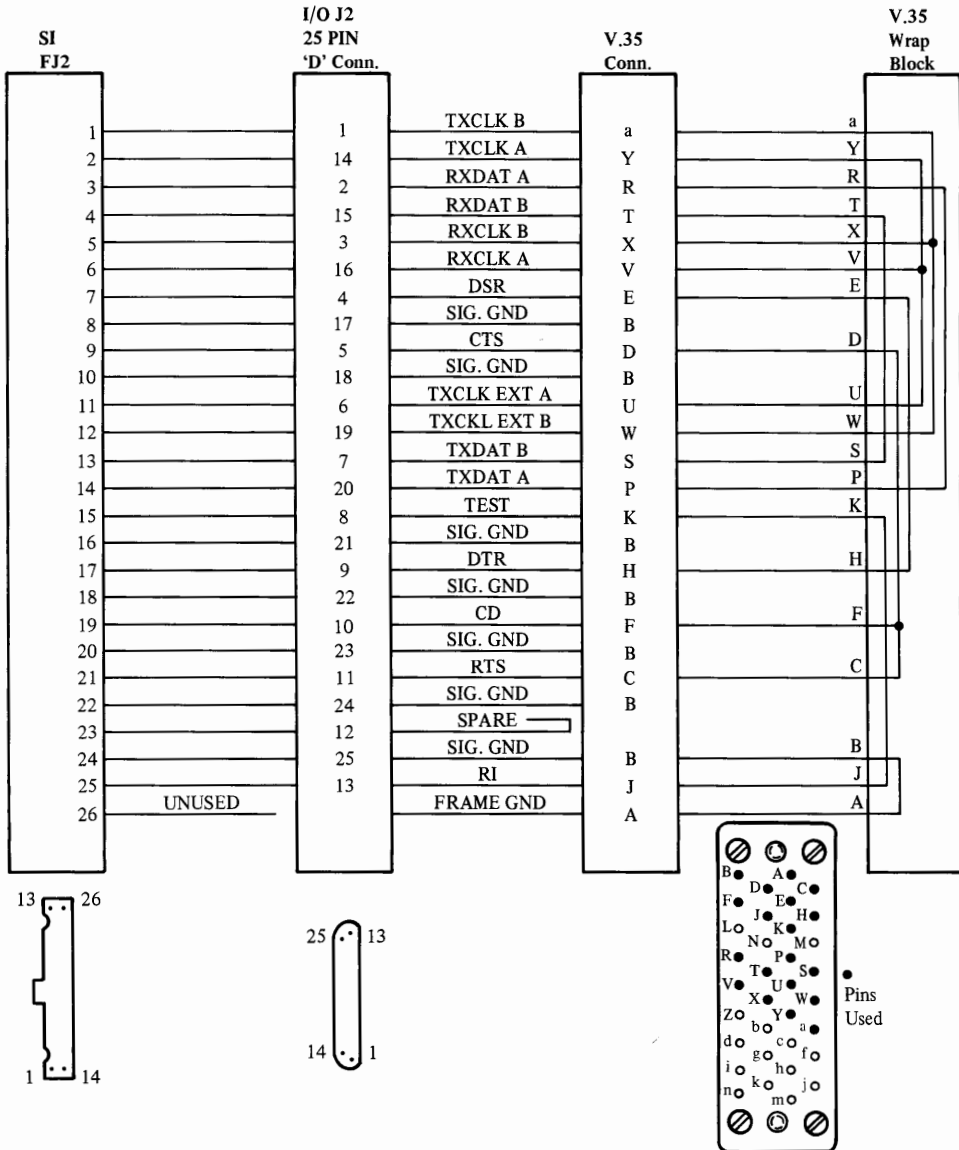 SI
FJ2
I/O J2
25 PIN
‘D’ Conn.
V.35
Conn.
V.35
Wrap
Block
1 1 TXCLK B a a
2 14 TXCLK A Y Y
3 2 RXDAT A R R
4 15 RXDAT B T T
5 3 RXCLK B X X
6 16 RXCLK A V V
7 4 DSR E E
8 17 SIG. GND B
9 5 CTS D D
10 18 SIG. GND B
11 6 TXCLK EXT A U U
12 19 TXCKL EXT B W W
13 7 TXDAT B S S
14 20 TXDAT A P P
15 8 TEST K K
16 21 SIG. GND B
17 9 DTR H H
18 22 SIG. GND B
19 10 CD F F
20 23 SIG. GND B
21 11 RTS C C
22 24 SIG. GND B
23 12 SPARE
24 25 SIG. GND B B
25 13 RI J J
26 UNUSED FRAME GND A A
13 26
1 14
25 13
14 1
B A
D C
F E
J H
L K
N M
R P
T S
V U
X W
Z Y
b a
d c
g f
i h
k j
n m
Pins
Used